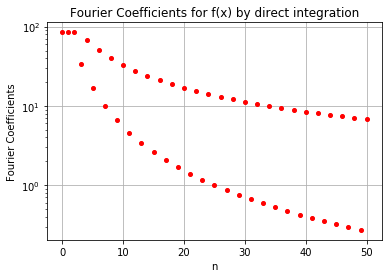 Fourier Coefficients for f(x) by direct integration
Fourier Coefficients
10²
10¹
10⁰
0 10 20 30 40 50
n